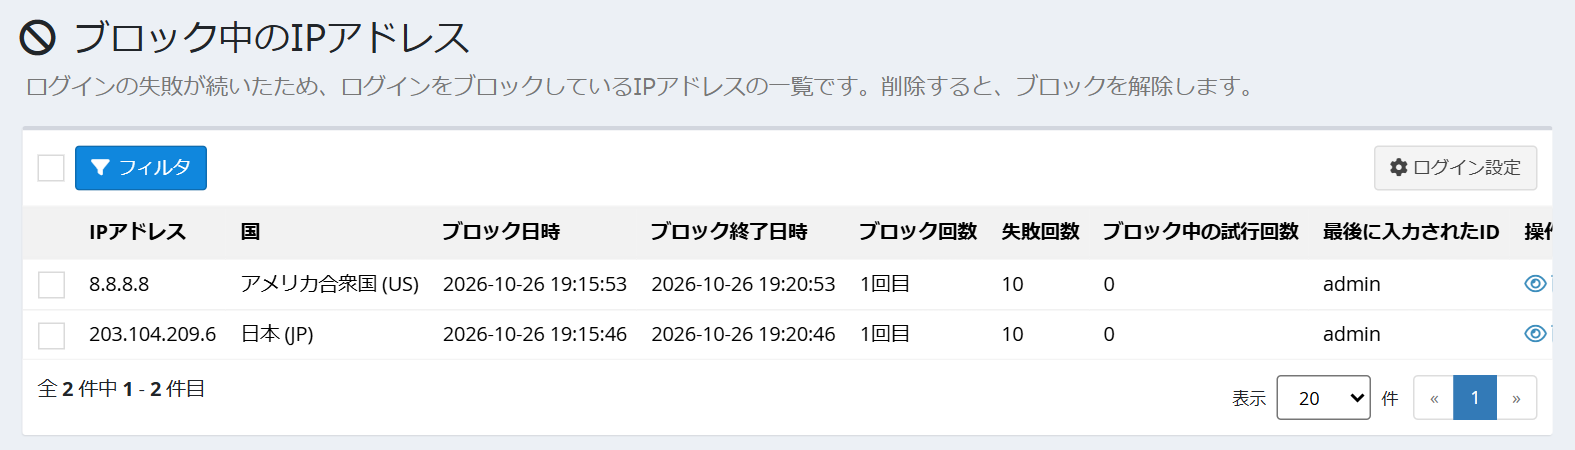 ブロック中のIPアドレス
ログインの失敗が続いたため、ログインをブロックしているIPアドレスの一覧です。削除すると、ブロックを解除します。
フィルタ ログイン設定
IPアドレス 国 ブロック日時 ブロック終了日時 ブロック回数 失敗回数 ブロック中の試行回数 最後に入力されたID 操作
8.8.8.8 アメリカ合衆国 (US) 2026-10-26 19:15:53 2026-10-26 19:20:53 1回目 10 0 admin
203.104.209.6 日本 (JP) 2026-10-26 19:15:46 2026-10-26 19:20:46 1回目 10 0 admin
全 2 件中 1 - 2 件目
表示 20 件 « 1 »